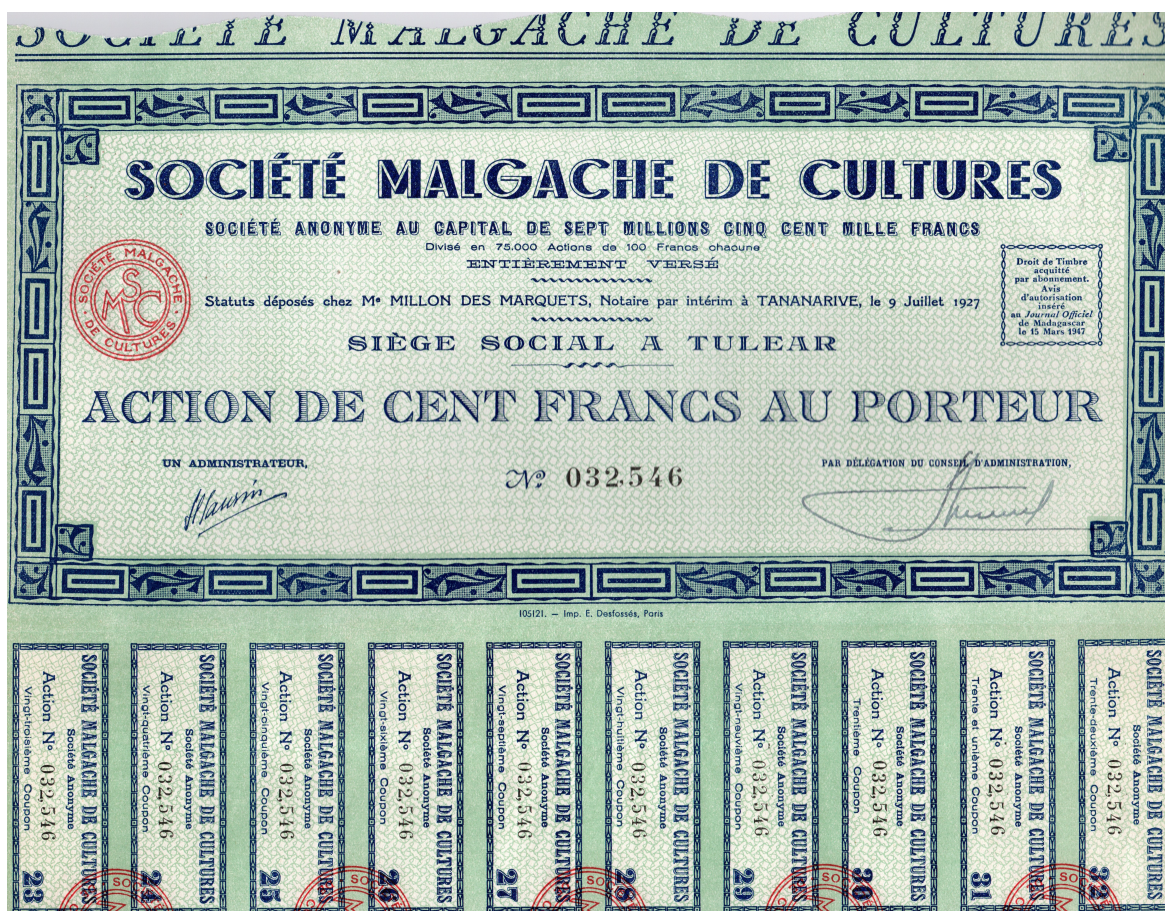 SOCIÉTÉ MALGACHE DE CULTURES
SOCIÉTÉ MALGACHE DE CULTURES
SOCIÉTÉ ANONYME AU CAPITAL DE SEPT MILLIONS CINQ CENT MILLE FRANCS
Divisé en 75.000 Actions de 100 Francs chacune
ENTIÈREMENT VERSÉ
SOCIÉTÉ MALGACHE DE CULTURES
SMC
Statuts déposés chez Me MILLON DES MARQUETS, Notaire par intérim à TANANARIVE, le 9 Juillet 1927
Droit de Timbre
acquitté
par abonnement.
Avis
d'autorisation
inséré
au Journal Officiel
de Madagascar
le 15 Mars 1947
SIÈGE SOCIAL A TULEAR
ACTION DE CENT FRANCS AU PORTEUR
UN ADMINISTRATEUR,
No 032,546
PAR DÉLÉGATION DU CONSEIL D'ADMINISTRATION,
105121. — Imp. E. Desfossés, Paris
SOCIÉTÉ MALGACHE DE CULTURES
Société Anonyme
Action No 032,546
Vingt-troisième Coupon
23
SOCIÉTÉ MALGACHE DE CULTURES
Société Anonyme
Action No 032,546
Vingt-quatrième Coupon
24
SOCIÉTÉ MALGACHE DE CULTURES
Société Anonyme
Action No 032,546
Vingt-cinquième Coupon
25
SOCIÉTÉ MALGACHE DE CULTURES
Société Anonyme
Action No 032,546
Vingt-sixième Coupon
26
SOCIÉTÉ MALGACHE DE CULTURES
Société Anonyme
Action No 032,546
Vingt-septième Coupon
27
SOCIÉTÉ MALGACHE DE CULTURES
Société Anonyme
Action No 032,546
Vingt-huitième Coupon
28
SOCIÉTÉ MALGACHE DE CULTURES
Société Anonyme
Action No 032,546
Vingt-neuvième Coupon
29
SOCIÉTÉ MALGACHE DE CULTURES
Société Anonyme
Action No 032,546
Trentième Coupon
30
SOCIÉTÉ MALGACHE DE CULTURES
Société Anonyme
Action No 032,546
Trente et unième Coupon
31
SOCIÉTÉ MALGACHE DE CULTURES
Société Anonyme
Action No 032,546
Trente-deuxième Coupon
32